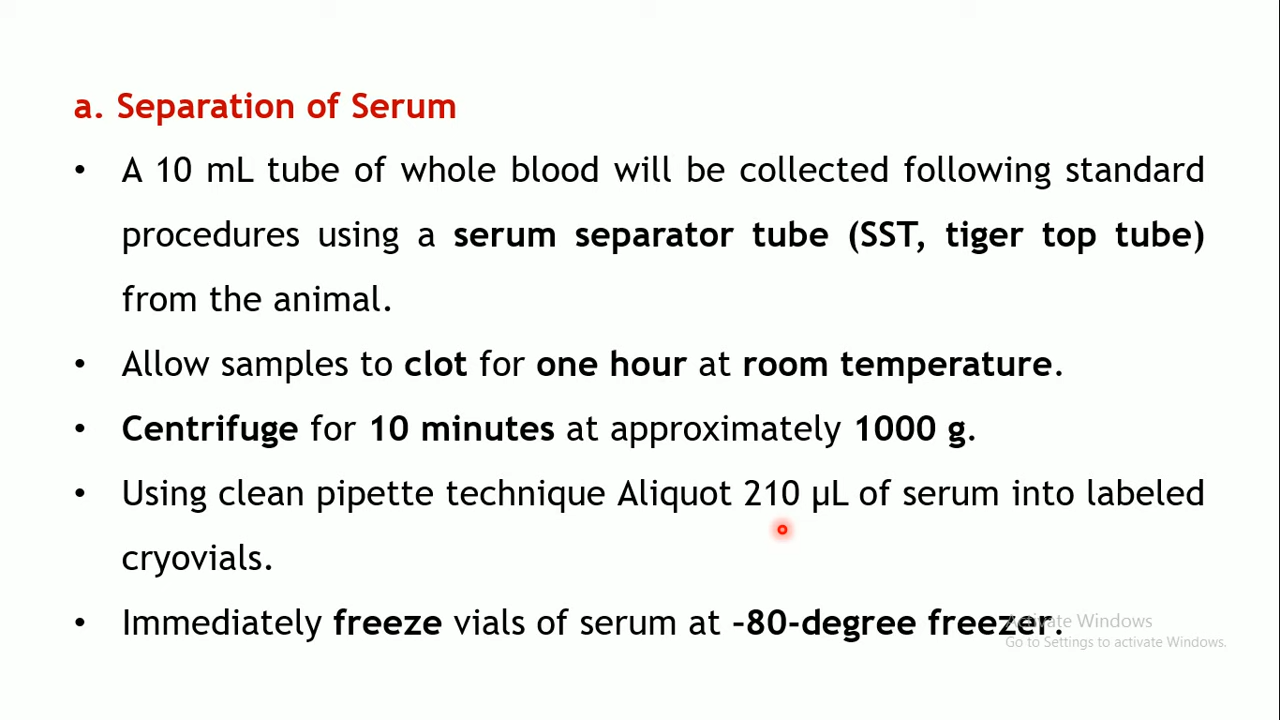 a. Separation of Serum
• A 10 mL tube of whole blood will be collected following standard
procedures using a serum separator tube (SST, tiger top tube)
from the animal.
• Allow samples to clot for one hour at room temperature.
• Centrifuge for 10 minutes at approximately 1000 g.
• Using clean pipette technique Aliquot 210 µL of serum into labeled
cryovials.
• Immediately freeze vials of serum at -80-degree freezer.
Activate Windows
Go to Settings to activate Windows.